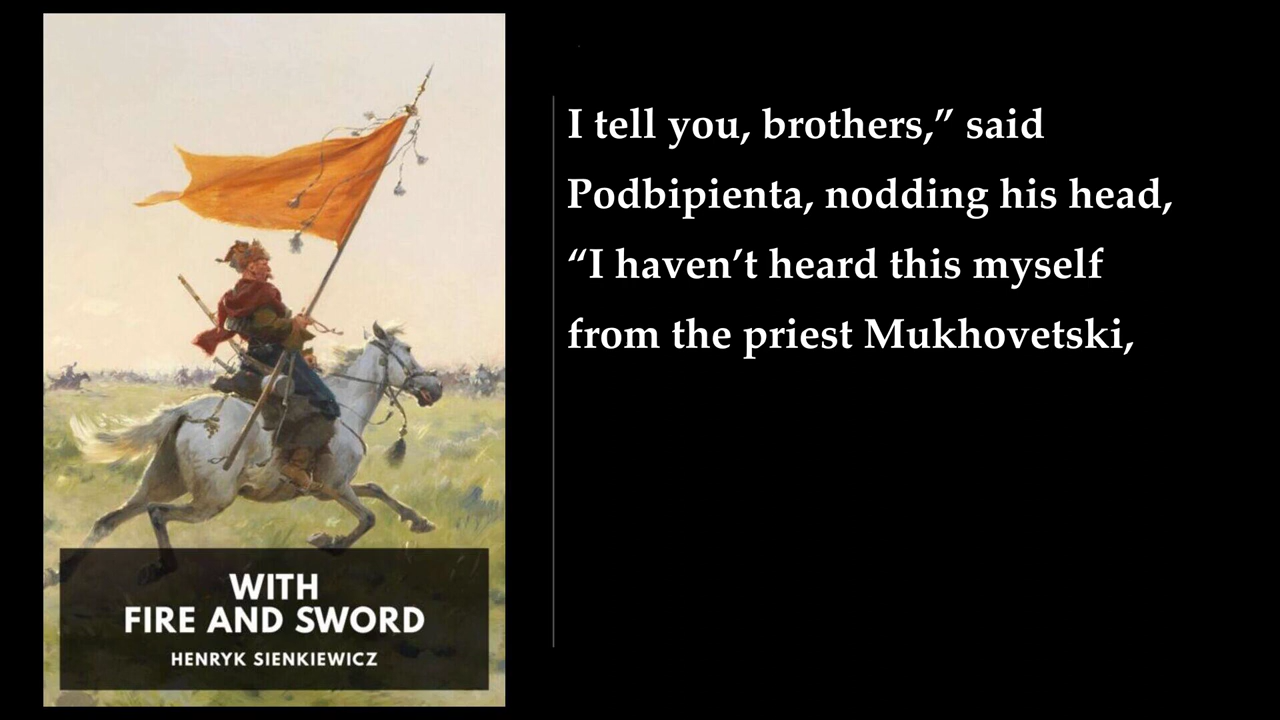 I tell you, brothers,” said
Podbipienta, nodding his head,
“I haven’t heard this myself
from the priest Mukhovetski,
WITH
FIRE AND SWORD
HENRYK SIENKIEWICZ